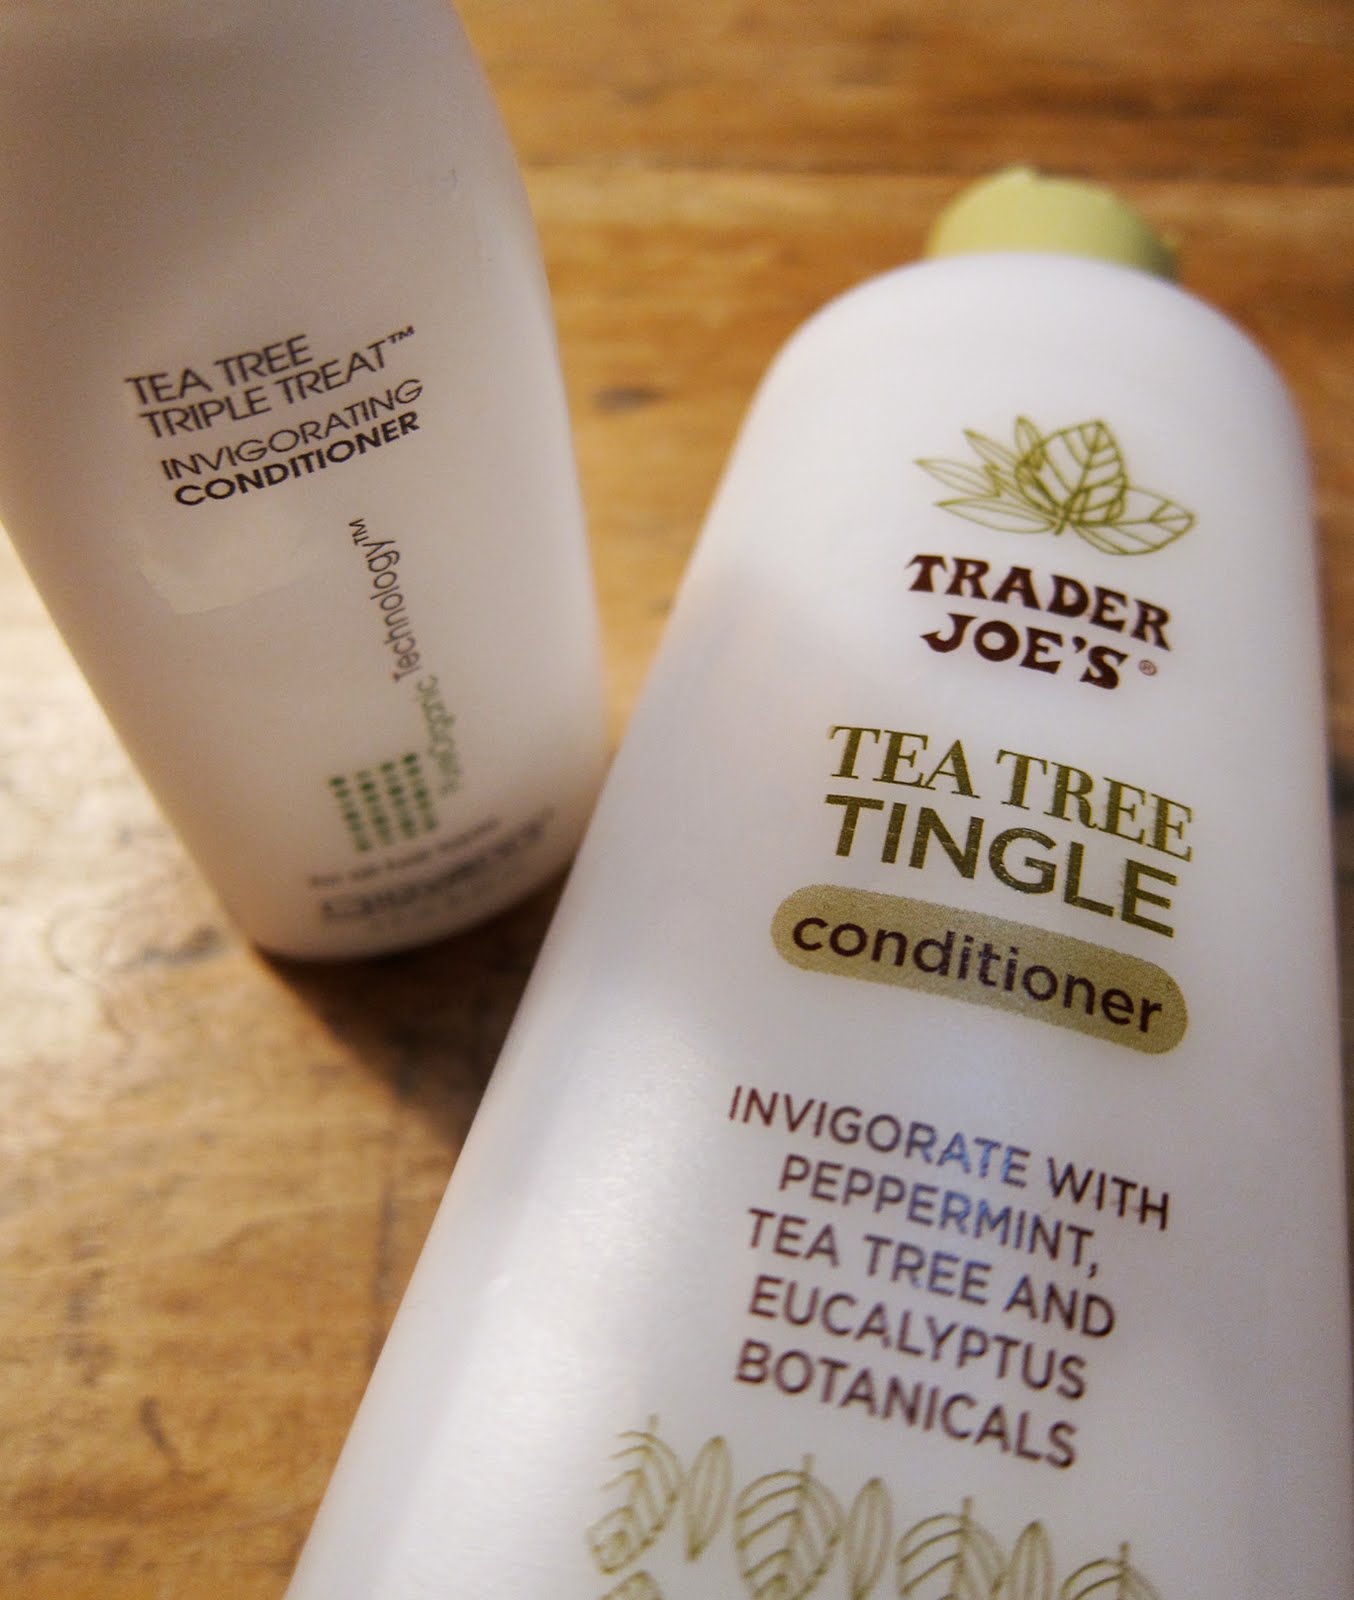 TEA TREE
TRIPLE TREAT™
INVIGORATING
CONDITIONER
Technology™
TRADER
JOE'S®
TEA TREE
TINGLE
conditioner
INVIGORATE WITH
PEPPERMINT,
TEA TREE AND
EUCALYPTUS
BOTANICALS